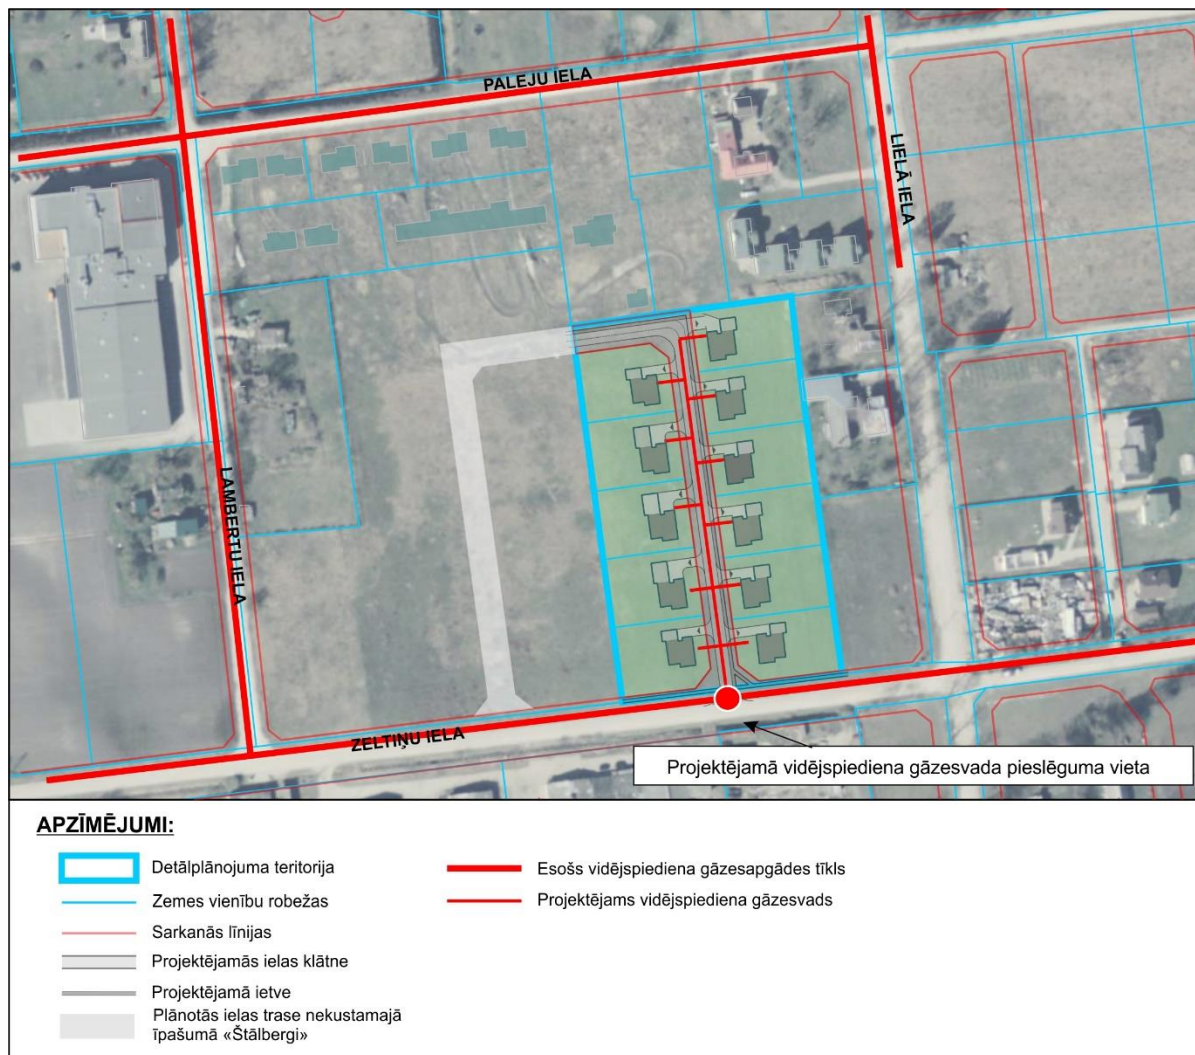 PALEJU IELA
LIELĀ IELA
LAMBERTU IELA
ZELTIŅU IELA
Projektējamā vidējspiediena gāzesvada pieslēguma vieta
APZĪMĒJUMI:
Detālplānojuma teritorija
Zemes vienību robežas
Sarkanās līnijas
Projektējamās ielas klātne
Projektējamā ietve
Plānotās ielas trase nekustamajā
īpašumā «Štālbergi»
Esošs vidējspiediena gāzesapgādes tīkls
Projektējams vidējspiediena gāzesvads